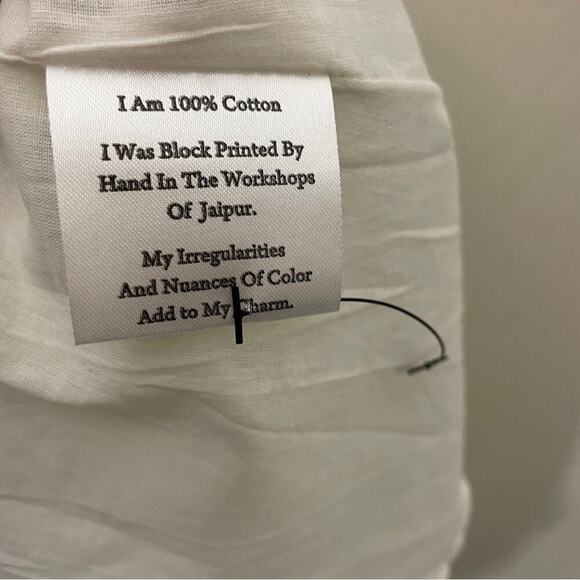 I Am 100% Cotton
I Was Block Printed By
Hand In The Workshops
Of Jaipur.
My Irregularities
And Nuances Of Color
Add to My Charm.